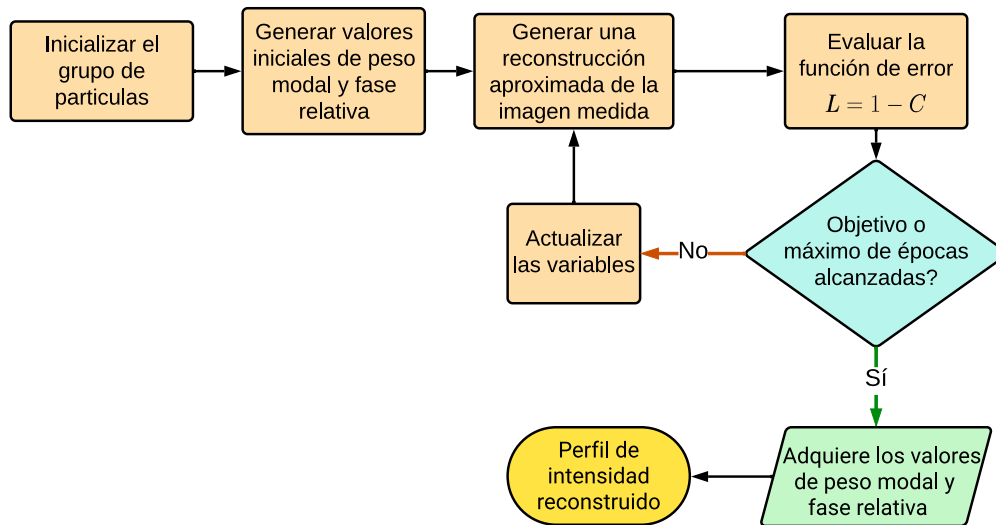 Inicializar el
grupo de
particulas
Generar valores
iniciales de peso
modal y fase
relativa
Generar una
reconstrucción
aproximada de la
imagen medida
Evaluar la
función de error
L = 1 − C
Objetivo o
máximo de épocas
alcanzadas?
No
Actualizar
las variables
Sí
Adquiere los valores
de peso modal y
fase relativa
Perfil de
intensidad
reconstruido